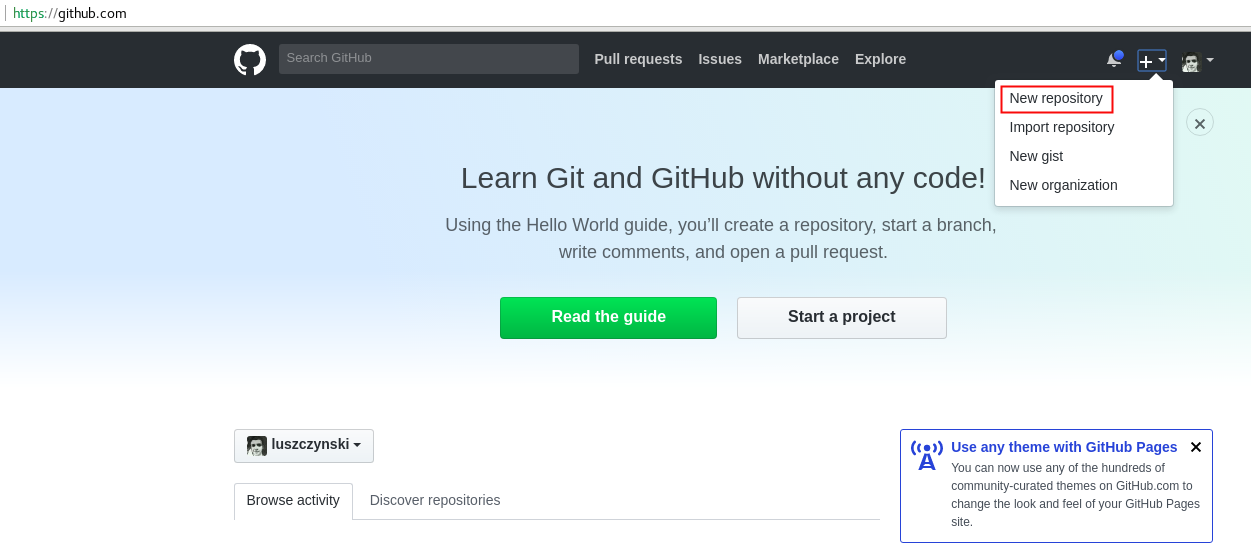 https://github.com
Search GitHub
Pull requests Issues Marketplace Explore
New repository
Import repository
New gist
New organization
Learn Git and GitHub without any code!
Using the Hello World guide, you’ll create a repository, start a branch,
write comments, and open a pull request.
Read the guide Start a project
luszczynski
Browse activity Discover repositories
Use any theme with GitHub Pages
You can now use any of the hundreds of
community-curated themes on GitHub.com to
change the look and feel of your GitHub Pages
site.